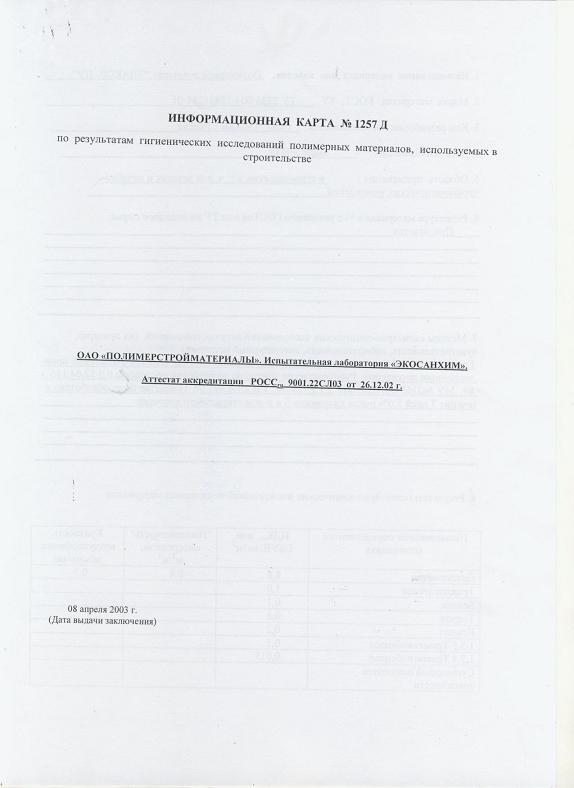 ИНФОРМАЦИОННАЯ КАРТА № 1257 Д
по результатам гигиенических исследований полимерных материалов, используемых в
строительстве
ОАО «ПОЛИМЕРСТРОЙМАТЕРИАЛЫ». Испытательная лаборатория «ЭКОСАНХИМ».
Аттестат аккредитации РОСС 9001.22СЛ03 от 26.12.02 г.
08 апреля 2003 г.
(Дата выдачи заключения)